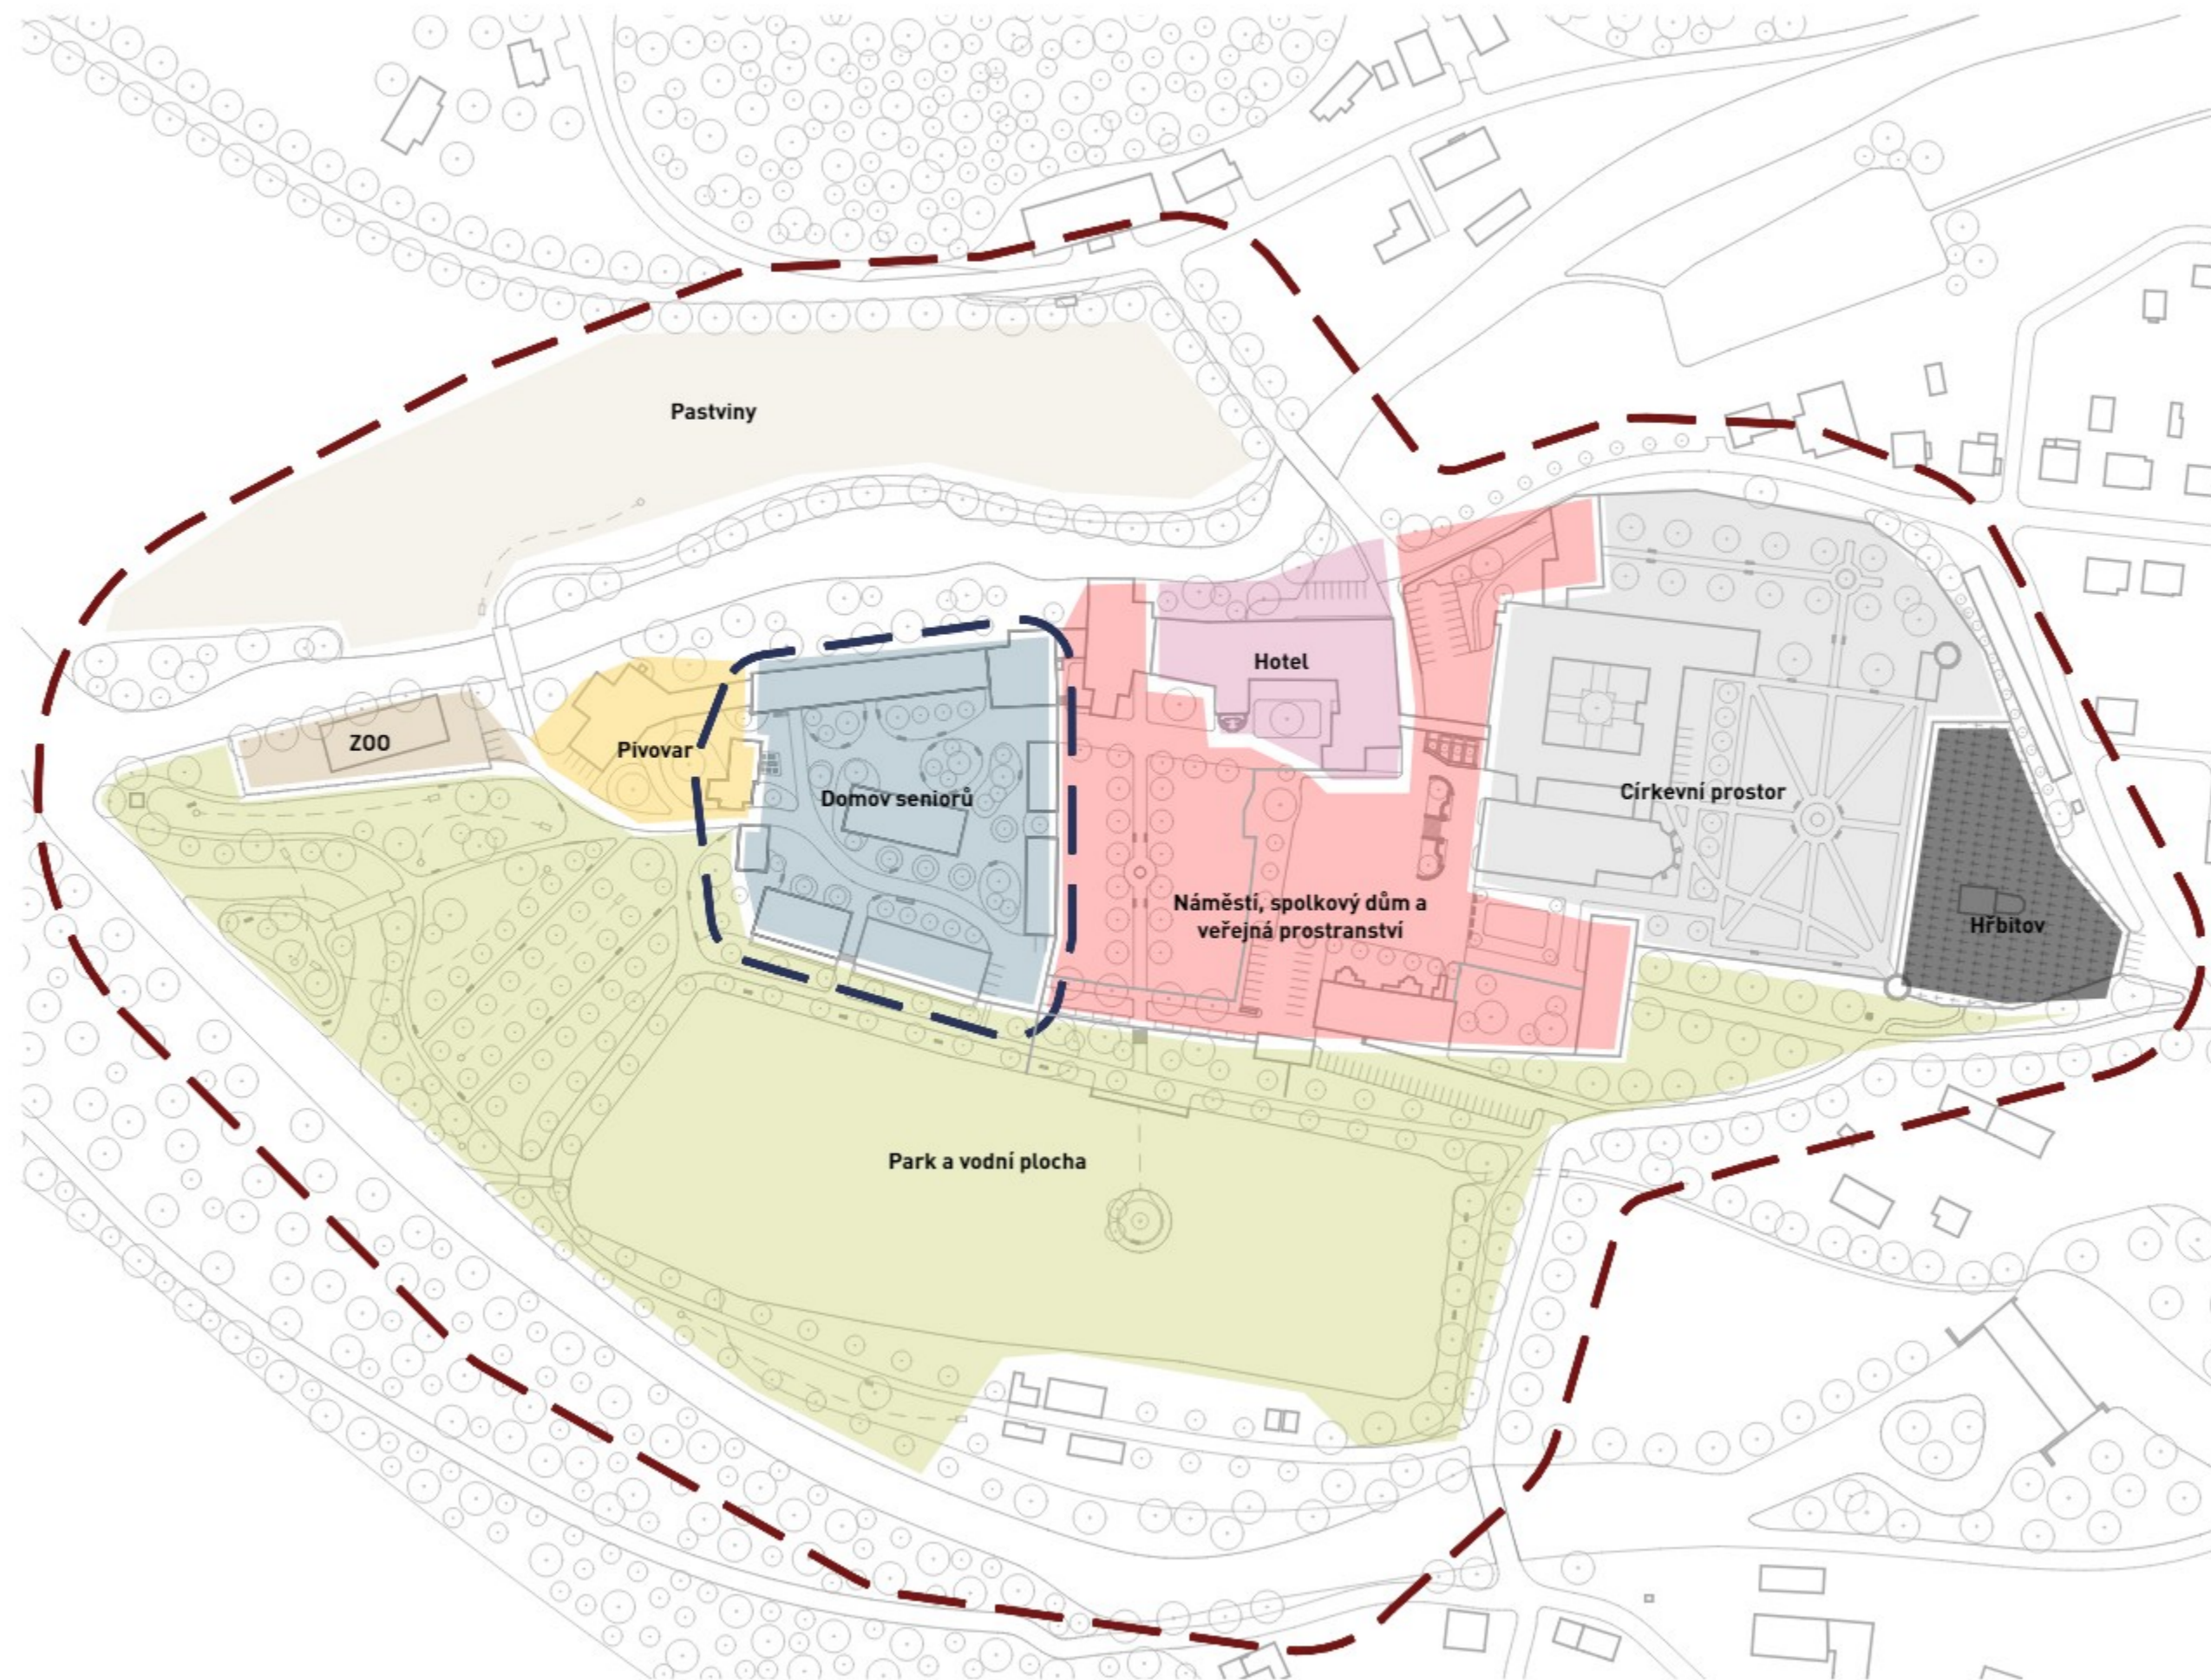 Pastviny
Hotel
ZOO
Pivovar
Domov seniorů
Církevní prostor
Náměstí, spolkový dům a
veřejná prostranství
Hřbitov
Park a vodní plocha